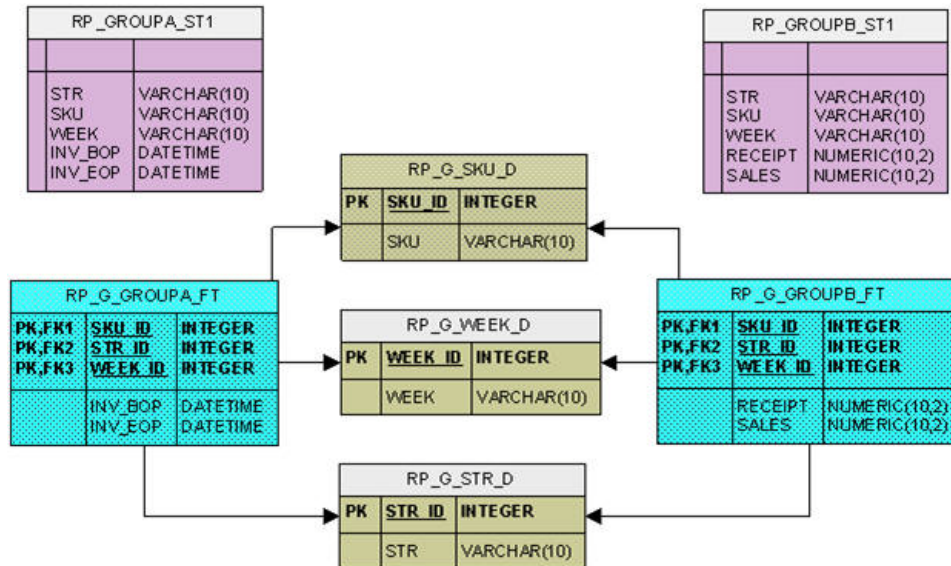 RP_GROUPA_ST1
STR VARCHAR(10)
SKU VARCHAR(10)
WEEK VARCHAR(10)
INV_BOP DATETIME
INV_EOP DATETIME
RP_GROUPB_ST1
STR VARCHAR(10)
SKU VARCHAR(10)
WEEK VARCHAR(10)
RECEIPT NUMERIC(10,2)
SALES NUMERIC(10,2)
RP_G_SKU_D
PK SKU_ID INTEGER
SKU VARCHAR(10)
RP_G_GROUPA_FT
PK,FK1 SKU_ID INTEGER
PK,FK2 STR_ID INTEGER
PK,FK3 WEEK_ID INTEGER
INV_BOP DATETIME
INV_EOP DATETIME
RP_G_WEEK_D
PK WEEK_ID INTEGER
WEEK VARCHAR(10)
RP_G_GROUPB_FT
PK,FK1 SKU_ID INTEGER
PK,FK2 STR_ID INTEGER
PK,FK3 WEEK_ID INTEGER
RECEIPT NUMERIC(10,2)
SALES NUMERIC(10,2)
RP_G_STR_D
PK STR_ID INTEGER
STR VARCHAR(10)